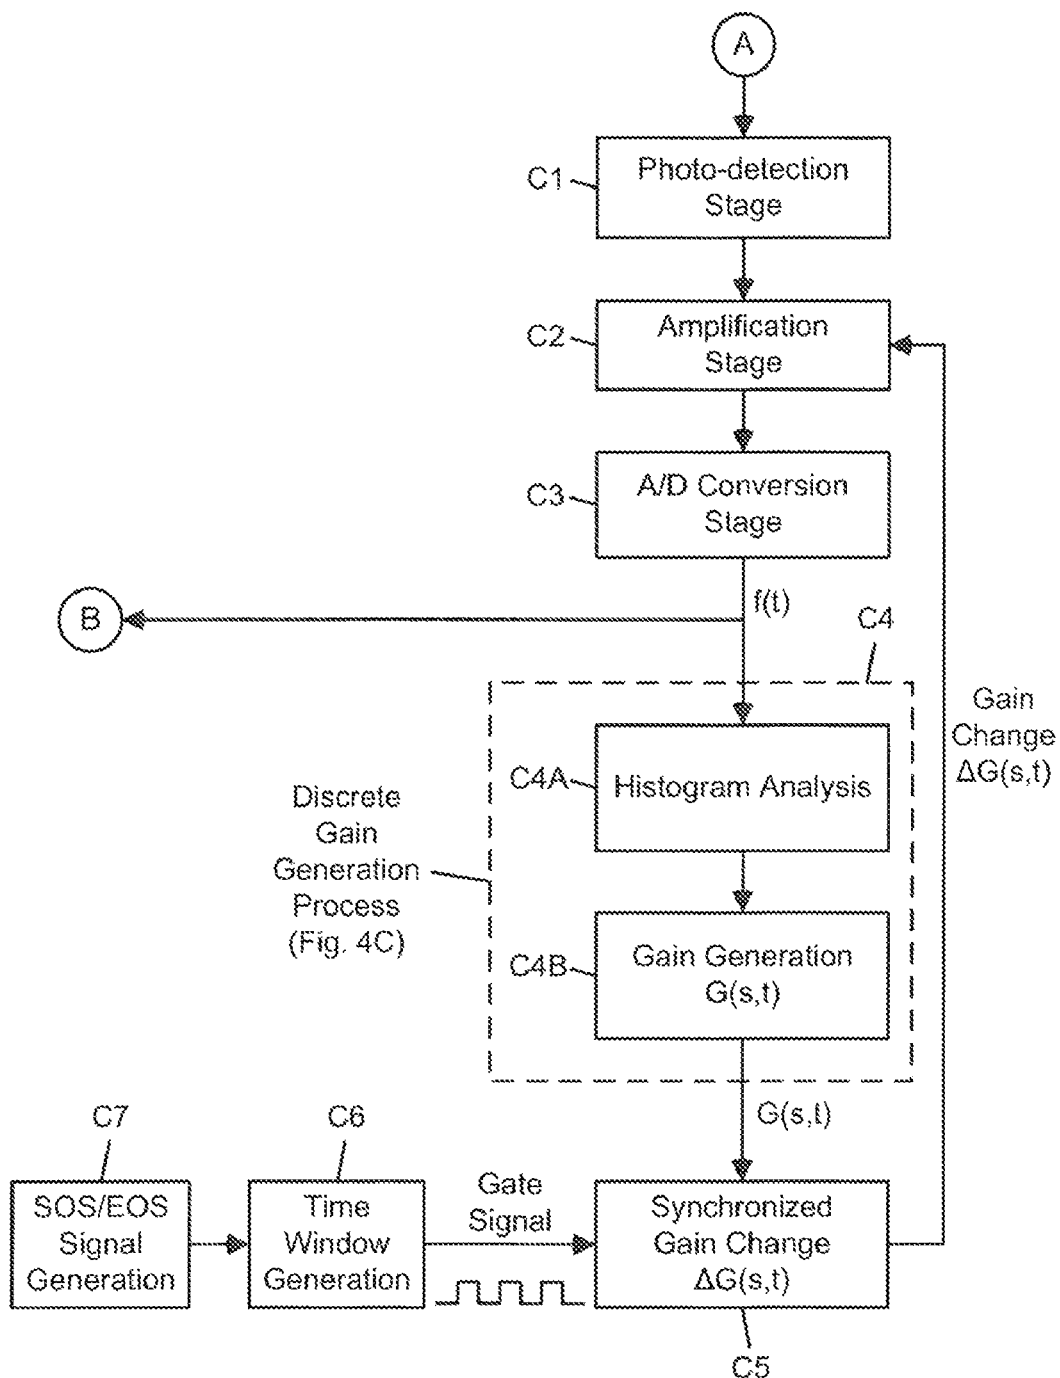 A
C1
Photo-detection
Stage
C2
Amplification
Stage
C3
A/D Conversion
Stage
f(t)
B
C4
Gain
Change
ΔG(s,t)
C4A
Histogram Analysis
Discrete
Gain
Generation
Process
(Fig. 4C)
C4B
Gain Generation
G(s,t)
G(s,t)
C7
SOS/EOS
Signal
Generation
C6
Time
Window
Generation
Gate
Signal
Synchronized
Gain Change
ΔG(s,t)
C5